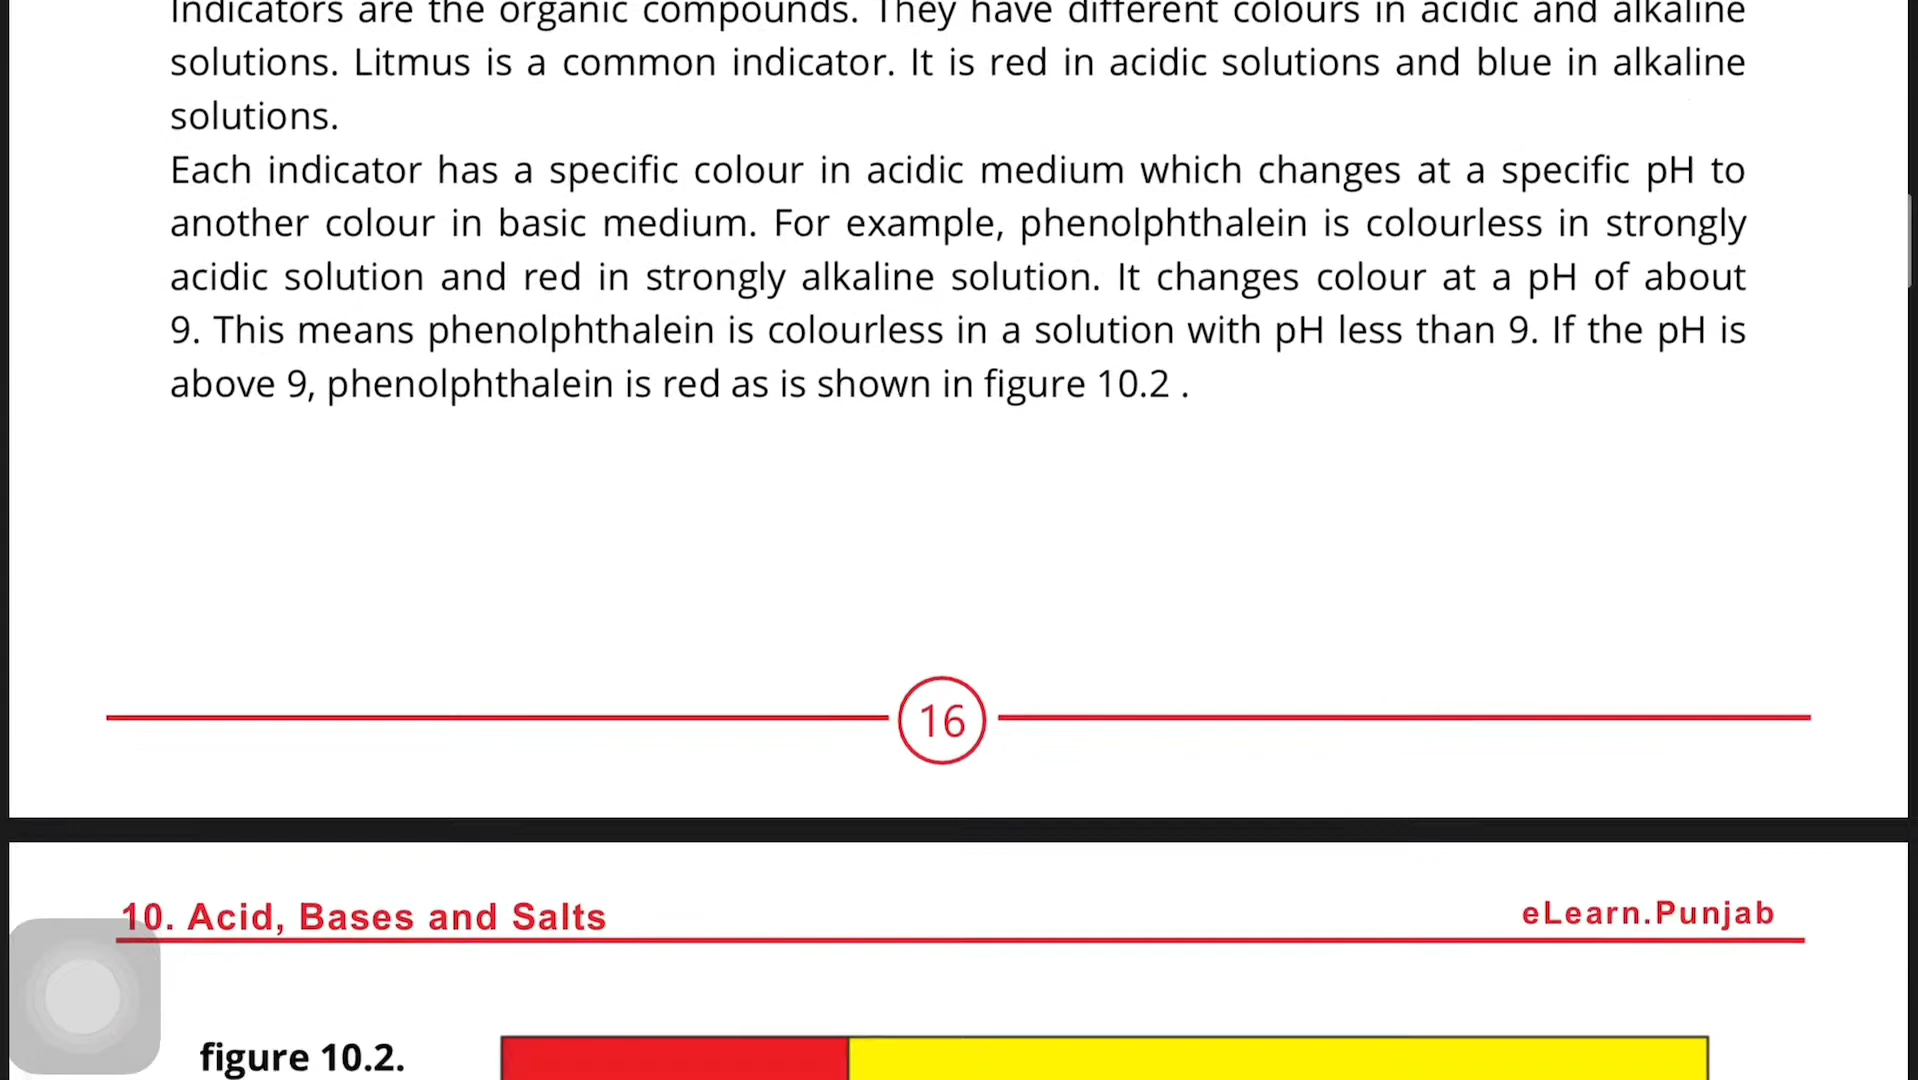 Indicators are the organic compounds. They have different colours in acidic and alkaline
solutions. Litmus is a common indicator. It is red in acidic solutions and blue in alkaline
solutions.
Each indicator has a specific colour in acidic medium which changes at a specific pH to
another colour in basic medium. For example, phenolphthalein is colourless in strongly
acidic solution and red in strongly alkaline solution. It changes colour at a pH of about
9. This means phenolphthalein is colourless in a solution with pH less than 9. If the pH is
above 9, phenolphthalein is red as is shown in figure 10.2 .
16
10. Acid, Bases and Salts
eLearn.Punjab
figure 10.2.